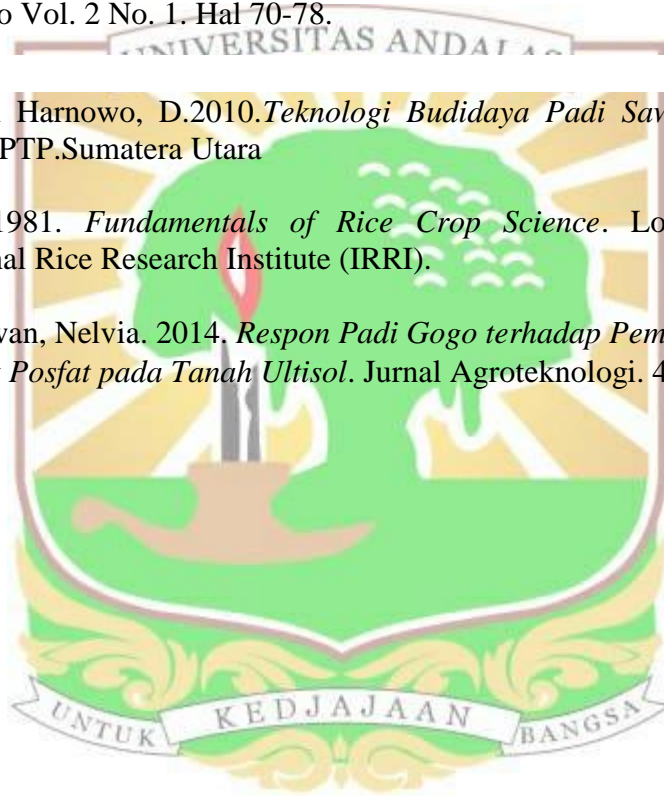 o Vol. 2 No. 1. Hal 70-78.
UNIVERSITAS ANDALAS
Harnowo, D.2010.Teknologi Budidaya Padi Saw
PTP.Sumatera Utara
1981. Fundamentals of Rice Crop Science. Lo
nal Rice Research Institute (IRRI).
wan, Nelvia. 2014. Respon Padi Gogo terhadap Pem
Posfat pada Tanah Ultisol. Jurnal Agroteknologi. 4
UNTUK KEDJAJAAN BANGSA